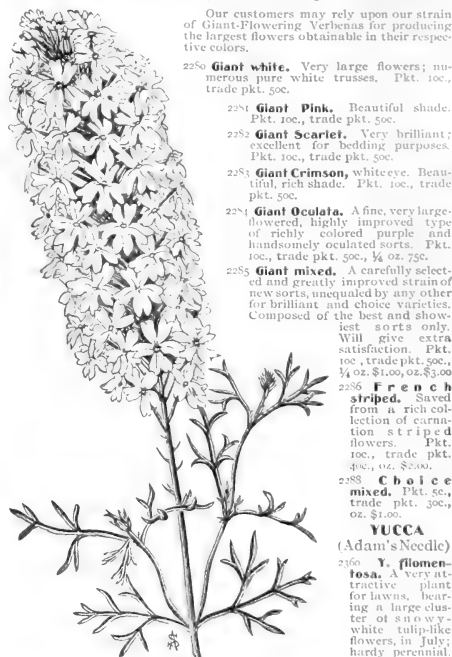 Our customers may rely upon our strain
of Giant-Flowering Verbenas for producing
the largest flowers obtainable in their respec-
tive colors.
2280 Giant white. Very large flowers; nu-
merous pure white trusses. Pkt. 10c.,
trade pkt. 50c.
2281 Giant Pink. Beautiful shade.
Pkt. 10c., trade pkt. 50c.
2282 Giant Scarlet. Very brilliant;
excellent for bedding purposes.
Pkt. 10c., trade pkt. 50c.
2283 Giant Crimson, white eye. Beau-
tiful, rich shade. Pkt. 10c., trade
pkt. 50c.
2284 Giant Oculata. A fine, very large-
flowered, highly improved type
of richly colored purple and
handsomely oculated sorts. Pkt.
10c., trade pkt. 50c., ¼ oz. 75c.
2285 Giant mixed. A carefully select-
ed and greatly improved strain of
new sorts, unequaled by any other
for brilliant and choice varieties.
Composed of the best and show-
iest sorts only.
Will give extra
satisfaction. Pkt.
10c., trade pkt. 50c.,
¼ oz. $1.00, oz. $3.00
2286 French
striped. Saved
from a rich col-
lection of carna-
tion striped
flowers. Pkt.
10c., trade pkt.
40c., oz. $2.00.
2288 Choice
mixed. Pkt. 5c.,
trade pkt. 30c.,
oz. $1.00.
YUCCA
(Adam's Needle)
2360 Y. filomen-
tosa. A very at-
tractive plant
for lawns, bear-
ing a large clus-
ter of snowy-
white tulip-like
flowers, in July;
hardy perennial.